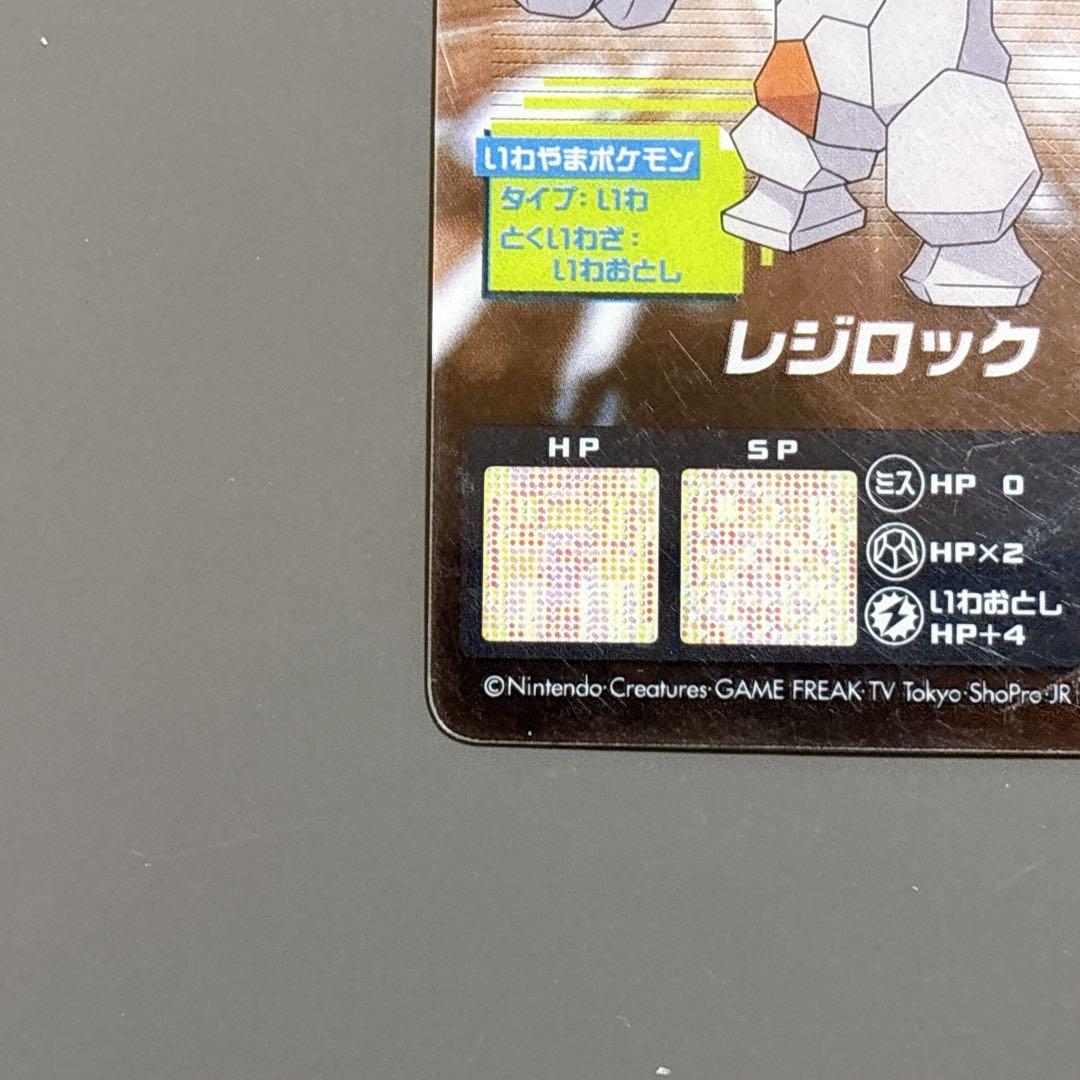 いわやまポケモン
タイプ：いわ
とくいわざ：
いわおとし
レジロック
HP
SP
ミス HP 0
HP×2
いわおとし
HP+4
©Nintendo·Creatures·GAME FREAK·TV Tokyo·ShoPro·JR